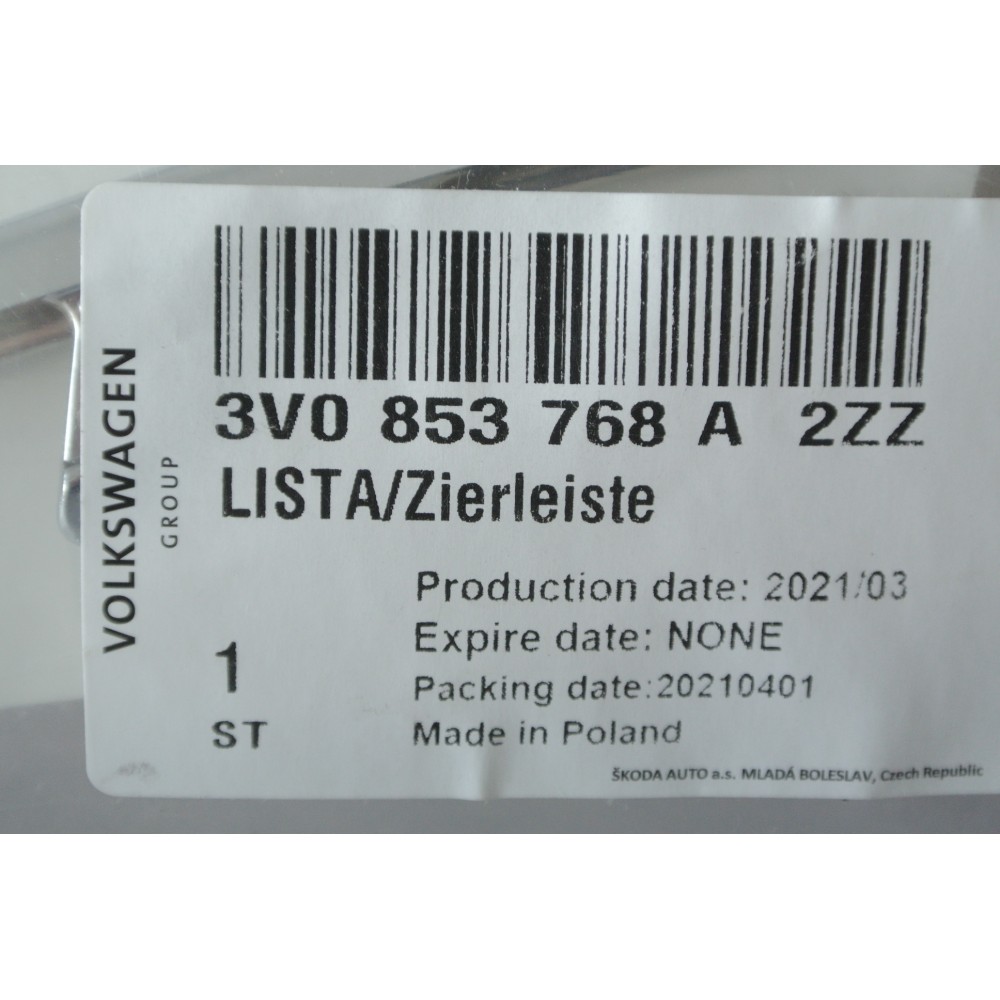 VOLKSWAGEN
GROUP
3V0 853 768 A 2ZZ
LISTA/Zierleiste
Production date: 2021/03
Expire date: NONE
1
Packing date:20210401
ST
Made in Poland
ŠKODA AUTO a.s. MLADÁ BOLESLAV, Czech Republic